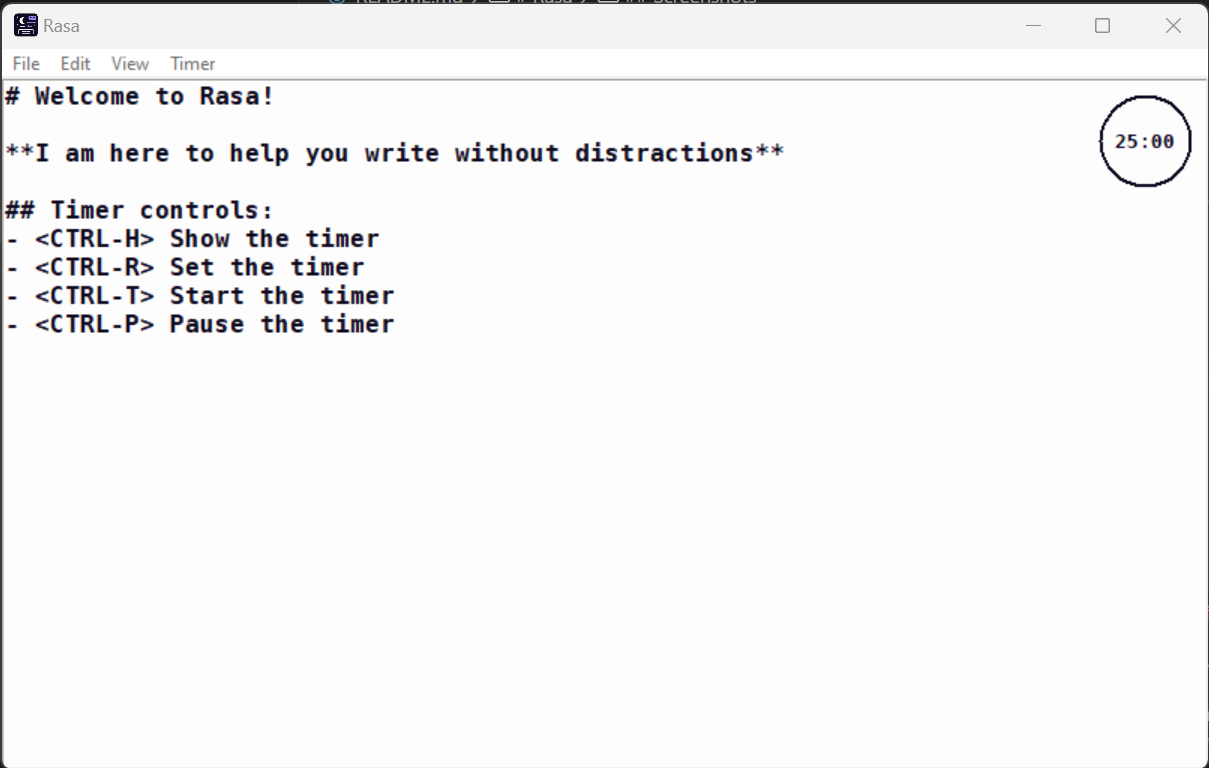 Rasa
File Edit View Timer
# Welcome to Rasa!
25:00
**I am here to help you write without distractions**
## Timer controls:
- <CTRL-H> Show the timer
- <CTRL-R> Set the timer
- <CTRL-T> Start the timer
- <CTRL-P> Pause the timer